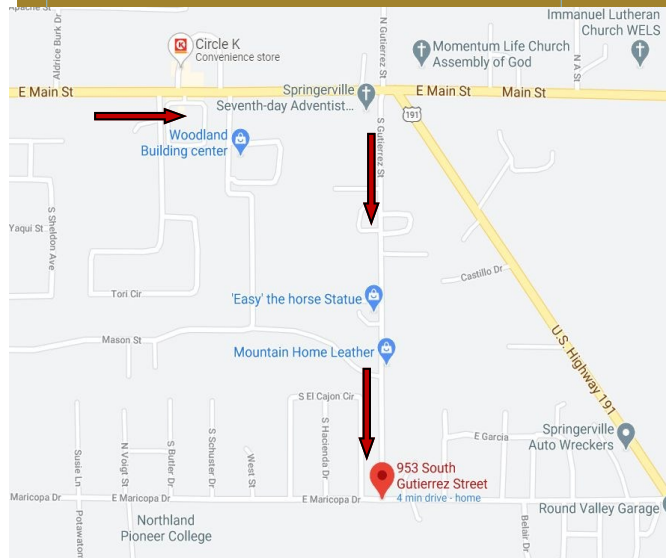 Apache St
Aldrice Burk Dr
K
Circle K
Convenience store
N Gutierrez St
Momentum Life Church
Assembly of God
Immanuel Lutheran
Church WELS
N A St
E Main St
Springerville
Seventh-day Adventist...
E Main St
Main St
191
S Gutierrez St
Woodland
Building center
Yaqui St
S Sheldon Ave
Tori Cir
Castillo Dr
'Easy' the horse Statue
Mason St
Mountain Home Leather
U.S. Highway 191
S El Cajon Cir
Susie Ln
N Voigt St
S Butler Dr
S Schuster Dr
West St
S Hacienda Dr
E Garcia
Springerville
Auto Wreckers
953 South
Gutierrez Street
4 min drive - home
Maricopa Dr
E Maricopa Dr
E Maricopa Dr
Round Valley Garage
Potawatom
Northland
Pioneer College
Belair Dr